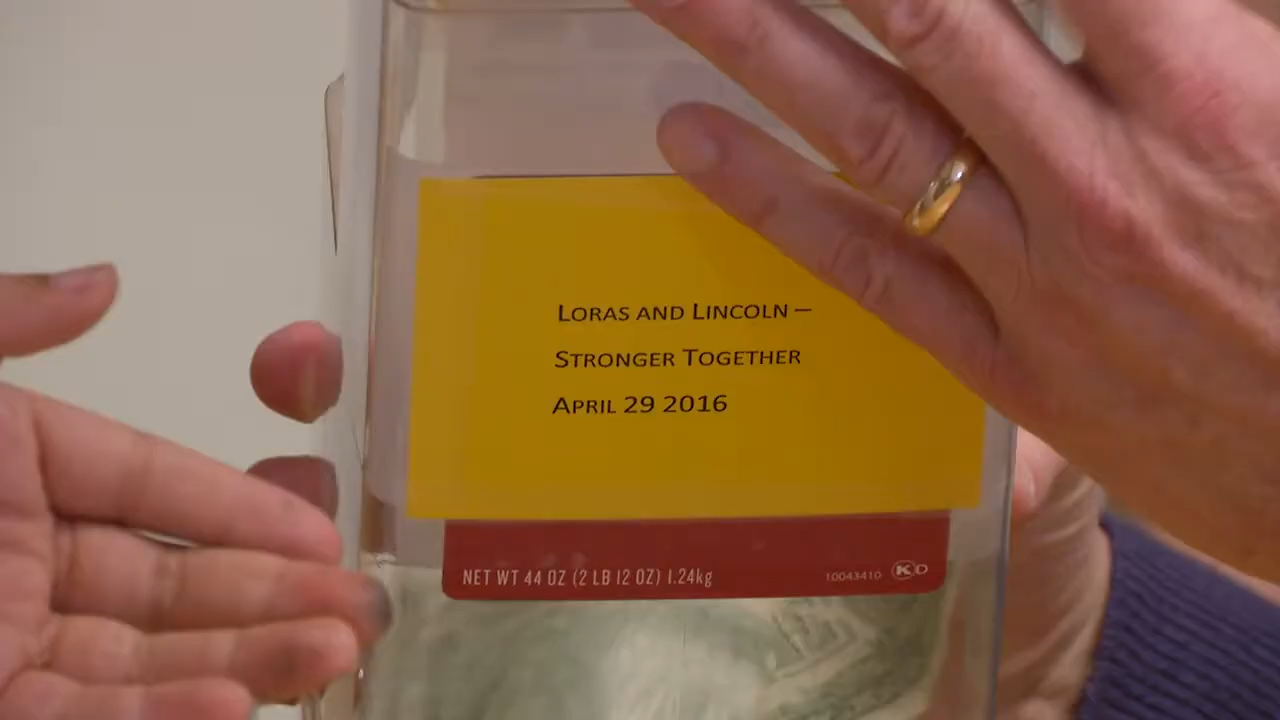 LORAS AND LINCOLN –
STRONGER TOGETHER
APRIL 29 2016
NET WT 44 OZ (2 LB 12 OZ) 1.24kg
10043410 K D